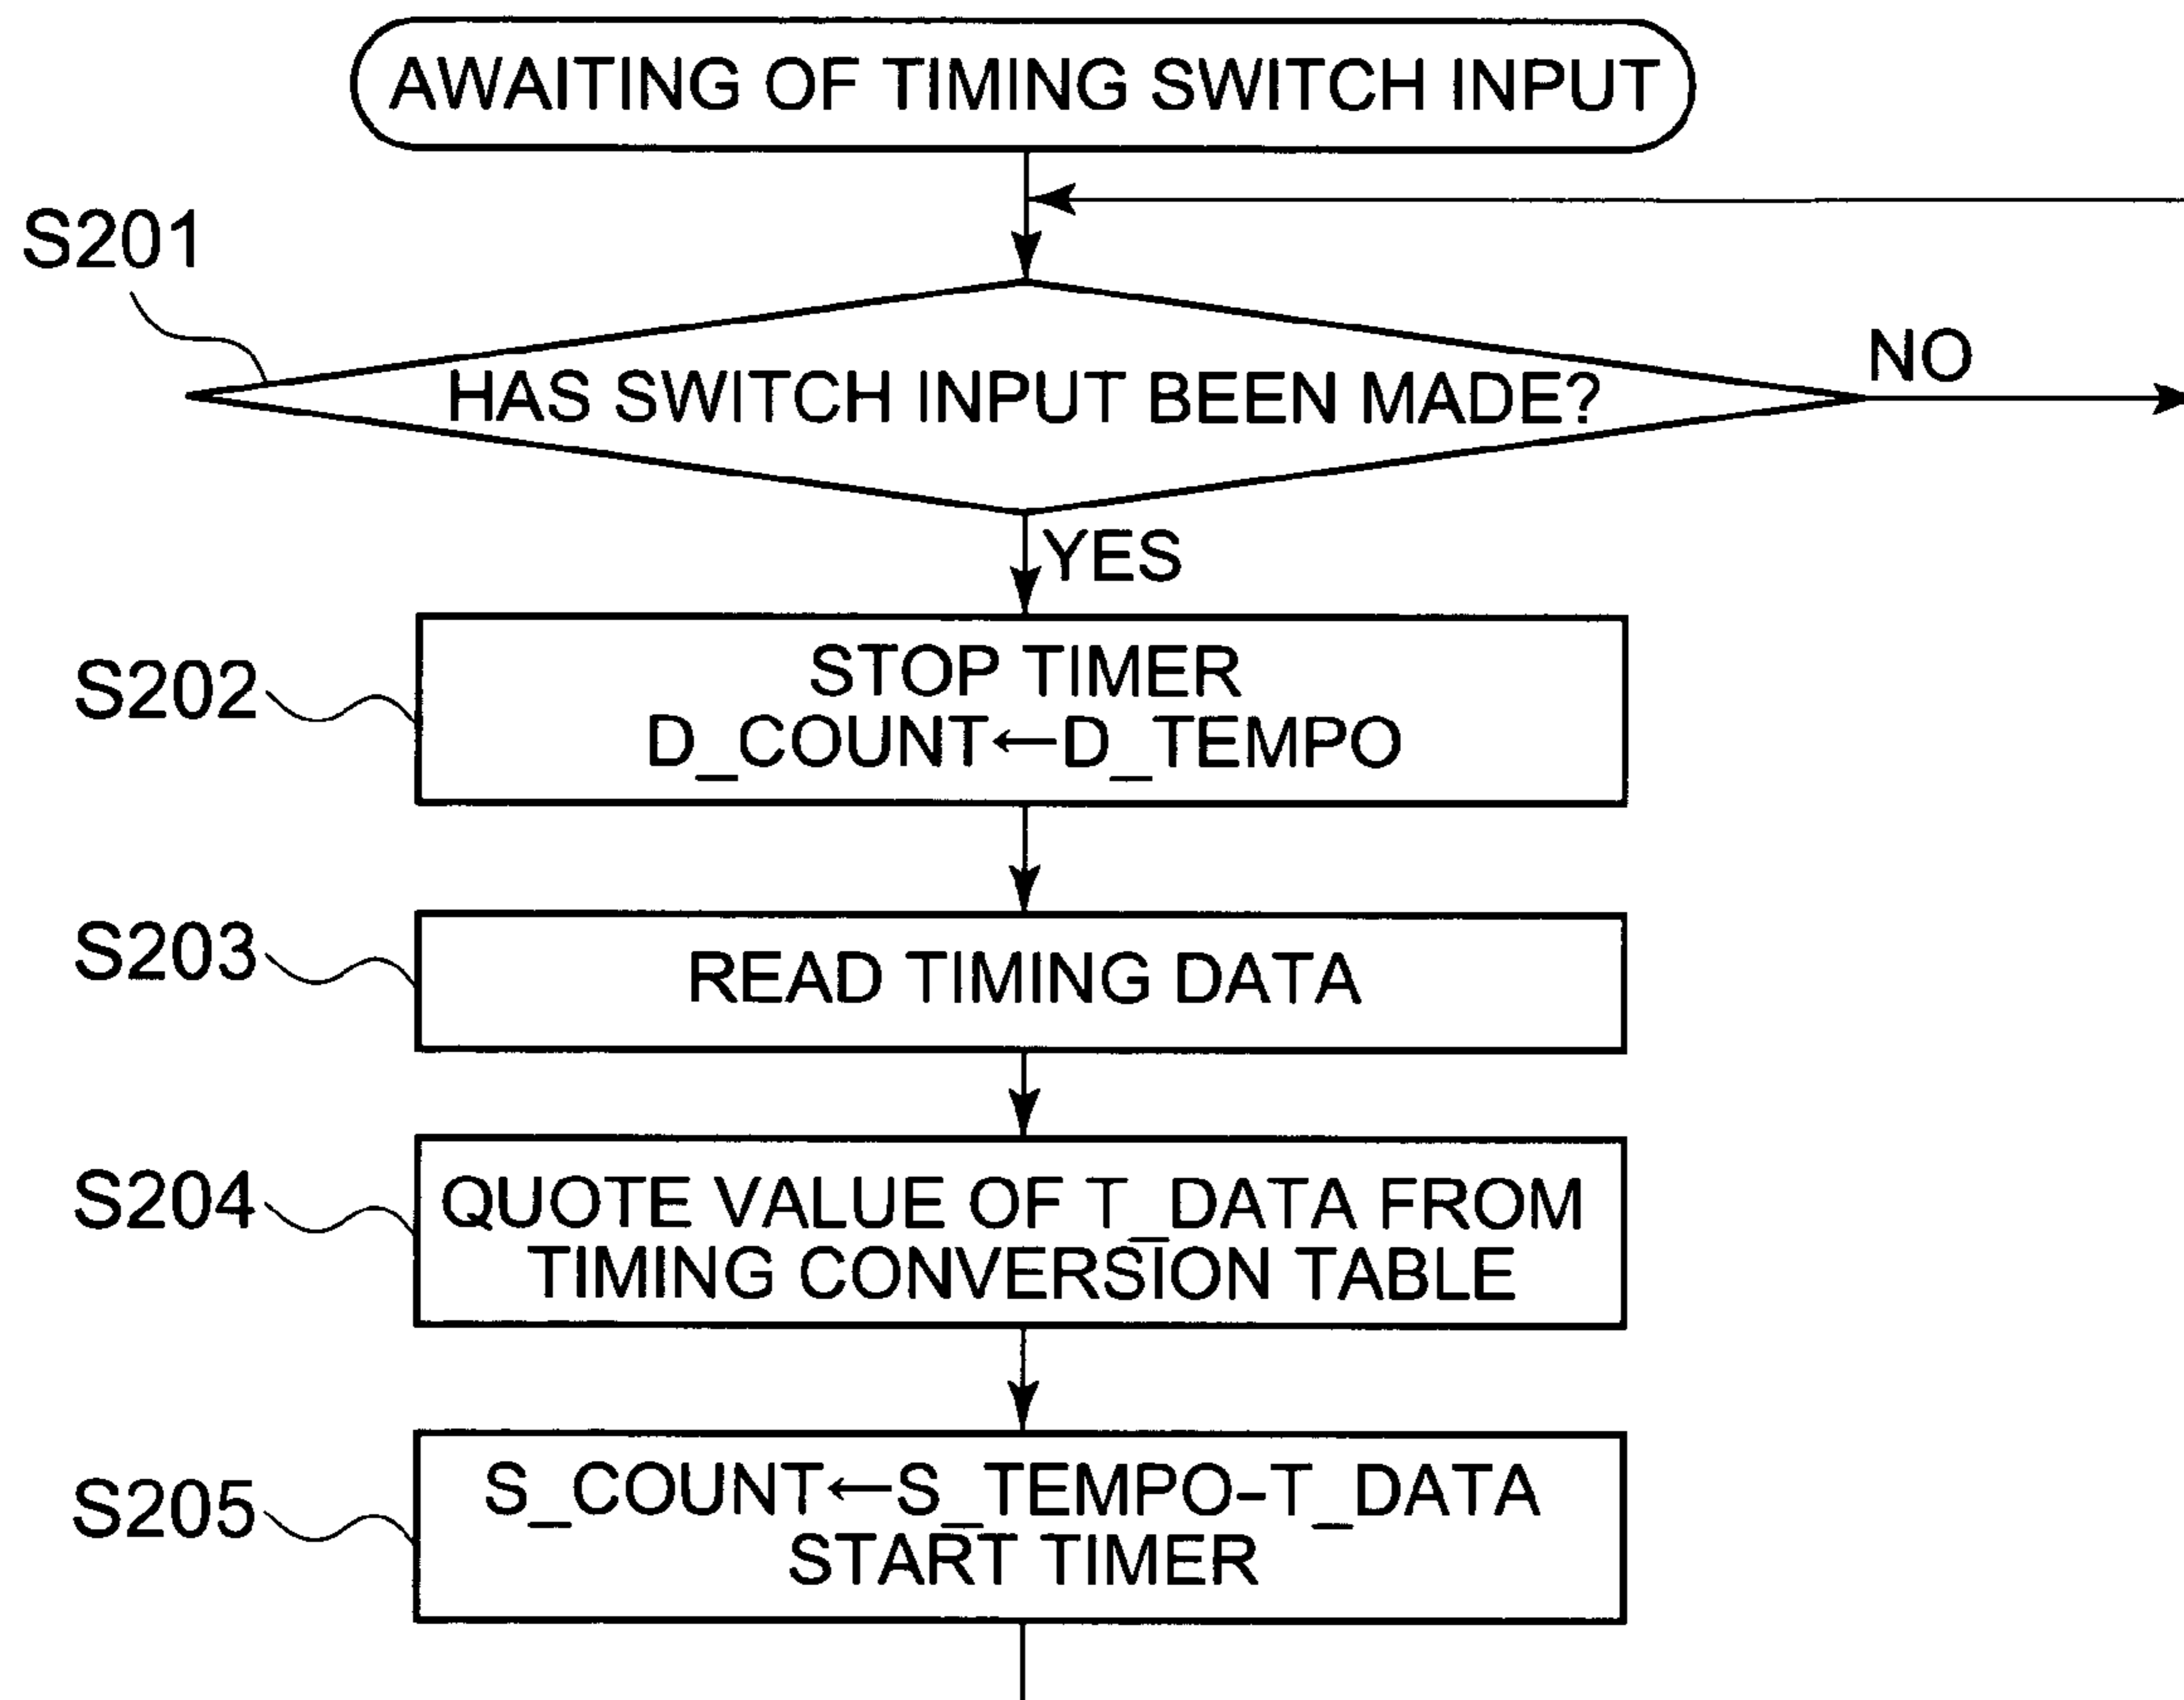 AWAITING OF TIMING SWITCH INPUT
S201
HAS SWITCH INPUT BEEN MADE?
NO
YES
S202
STOP TIMER
D_COUNT←D_TEMPO
S203
READ TIMING DATA
S204
QUOTE VALUE OF T_DATA FROM
TIMING CONVERSION TABLE
S205
S_COUNT←S_TEMPO-T_DATA
START TIMER